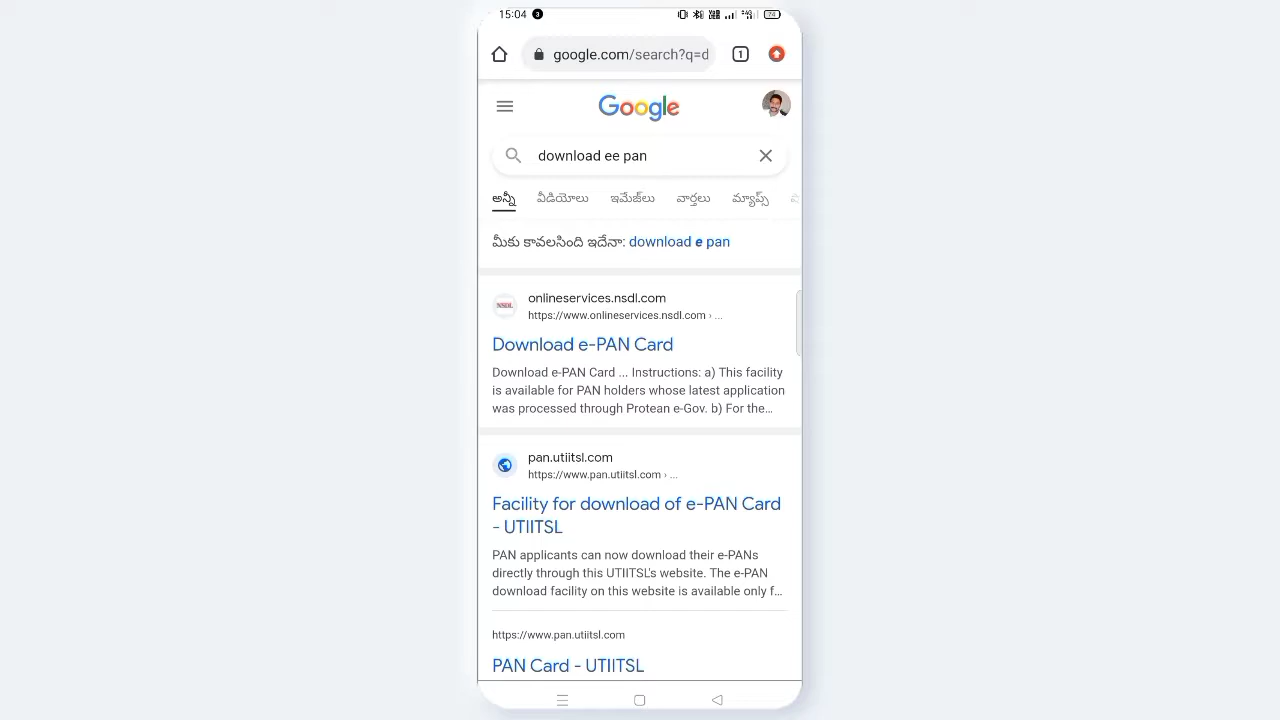 15:04 3 74
google.com/search?q=d 1
Google
download ee pan
అన్నీ వీడియోలు ఇమేజ్‌లు వార్తలు మ్యాప్స్
మీకు కావలసింది ఇదేనా: download e pan
NSDL
onlineservices.nsdl.com
https://www.onlineservices.nsdl.com › ...
Download e-PAN Card
Download e-PAN Card ... Instructions: a) This facility
is available for PAN holders whose latest application
was processed through Protean e-Gov. b) For the...
pan.utiitsl.com
https://www.pan.utiitsl.com › ...
Facility for download of e-PAN Card
- UTIITSL
PAN applicants can now download their e-PANs
directly through this UTIITSL's website. The e-PAN
download facility on this website is available only f...
https://www.pan.utiitsl.com
PAN Card - UTIITSL